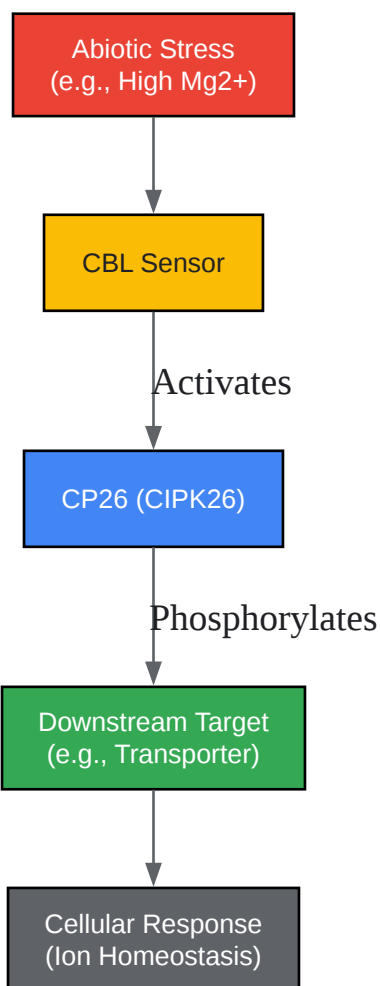 Abiotic Stress
(e.g., High Mg2+)
CBL Sensor
Activates
CP26 (CIPK26)
Phosphorylates
Downstream Target
(e.g., Transporter)
Cellular Response
(Ion Homeostasis)